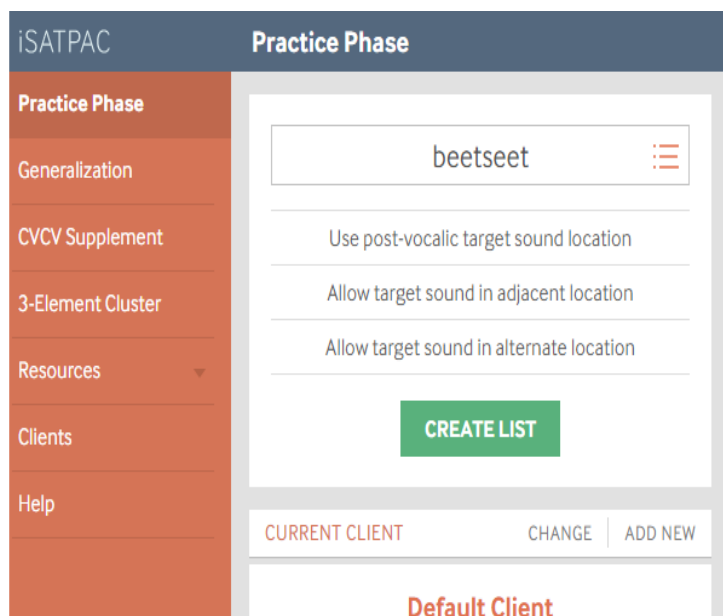 iSATPAC
Practice Phase
Practice Phase
Generalization
CVCV Supplement
3-Element Cluster
Resources
Clients
Help
beetseet
Use post-vocalic target sound location
Allow target sound in adjacent location
Allow target sound in alternate location
CREATE LIST
CURRENT CLIENT
CHANGE
ADD NEW
Default Client